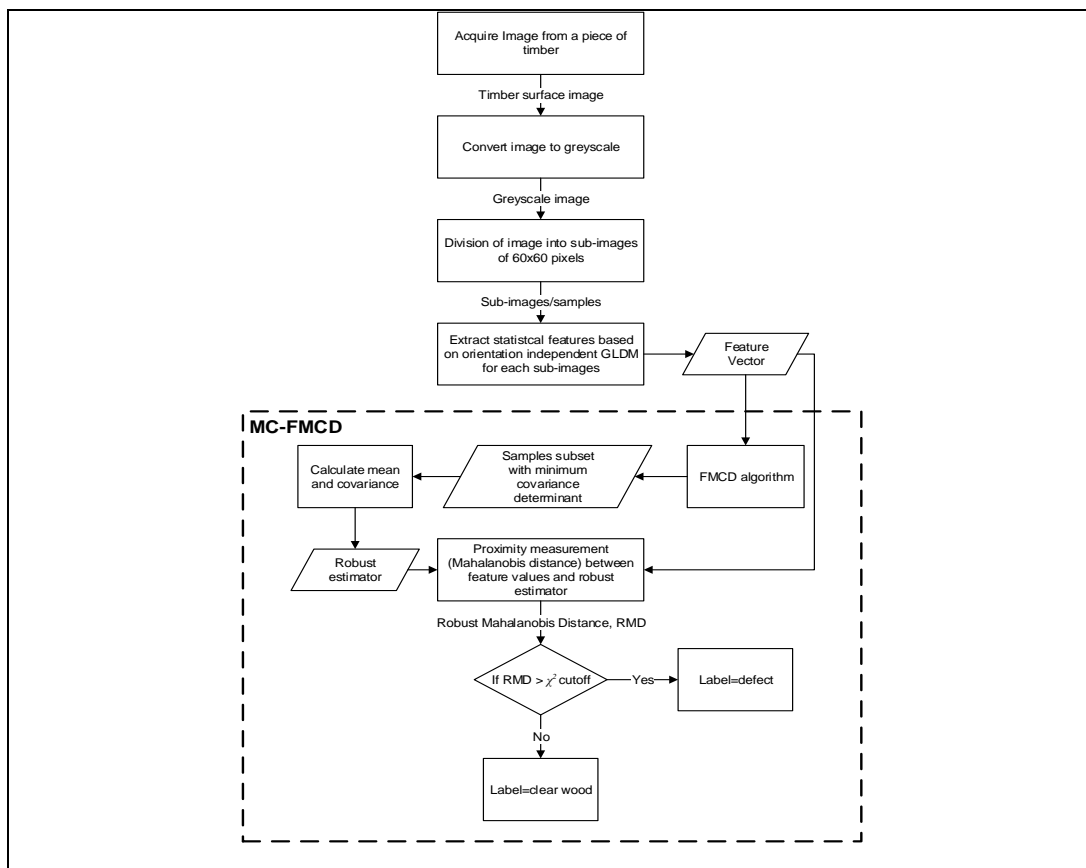 Acquire Image from a piece of
timber
Timber surface image
Convert image to greyscale
Greyscale image
Division of image into sub-images
of 60x60 pixels
Sub-images/samples
Extract statistcal features based
on orientation independent GLDM
for each sub-images
Feature
Vector
MC-FMCD
FMCD algorithm
Samples subset
with minimum
covariance
determinant
Calculate mean
and covariance
Robust
estimator
Proximity measurement
(Mahalanobis distance) between
feature values and robust
estimator
Robust Mahalanobis Distance, RMD
If RMD > χ² cutoff
Yes
Label=defect
No
Label=clear wood